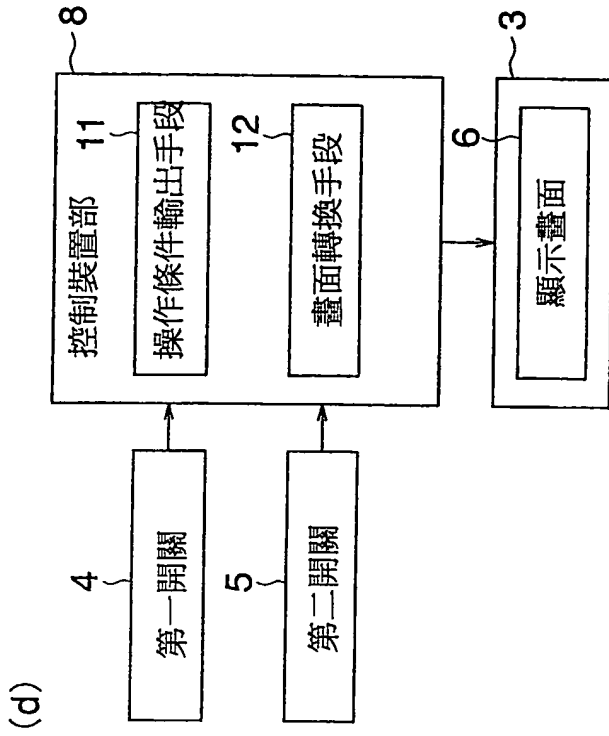 (d)
4
第一開關
5
第二開關
8
控制裝置部
11
操作條件輸出手段
12
畫面轉換手段
3
6
顯示畫面